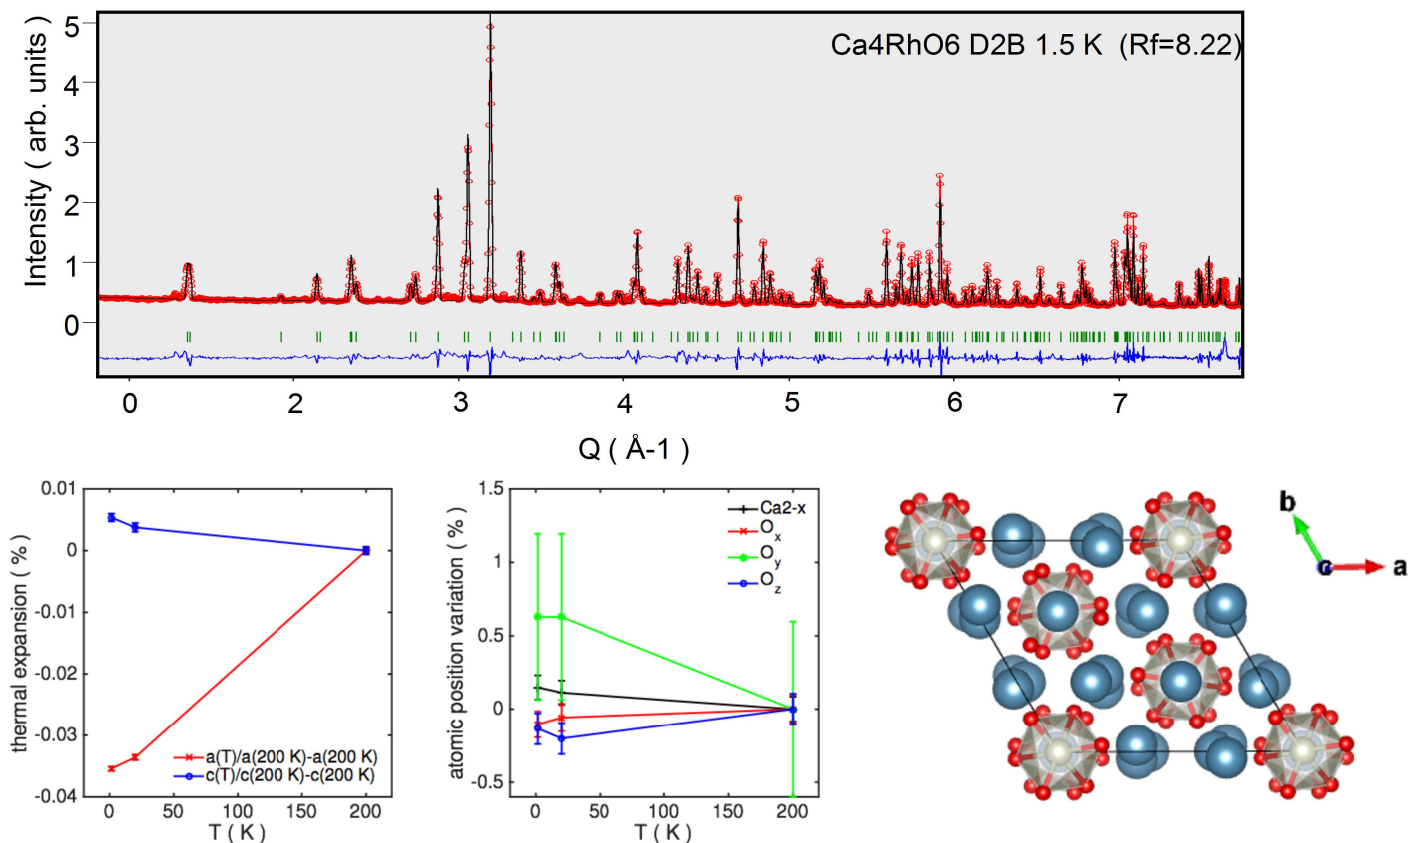 Ca4RhO6 D2B 1.5 K (Rf=8.22)
Intensity ( arb. units )
5
4
3
2
1
0
0 2 3 4 5 6 7
Q ( Å-1 )
thermal expansion ( % )
0.01
0
-0.01
-0.02
-0.03
-0.04
a(T)/a(200 K)-a(200 K)
c(T)/c(200 K)-c(200 K)
0 50 100 150 200
T ( K )
atomic position variation ( % )
1.5
1
0.5
0
-0.5
Ca2-x
Ox
Oy
Oz
0 50 100 150 200
T ( K )
b
c
a